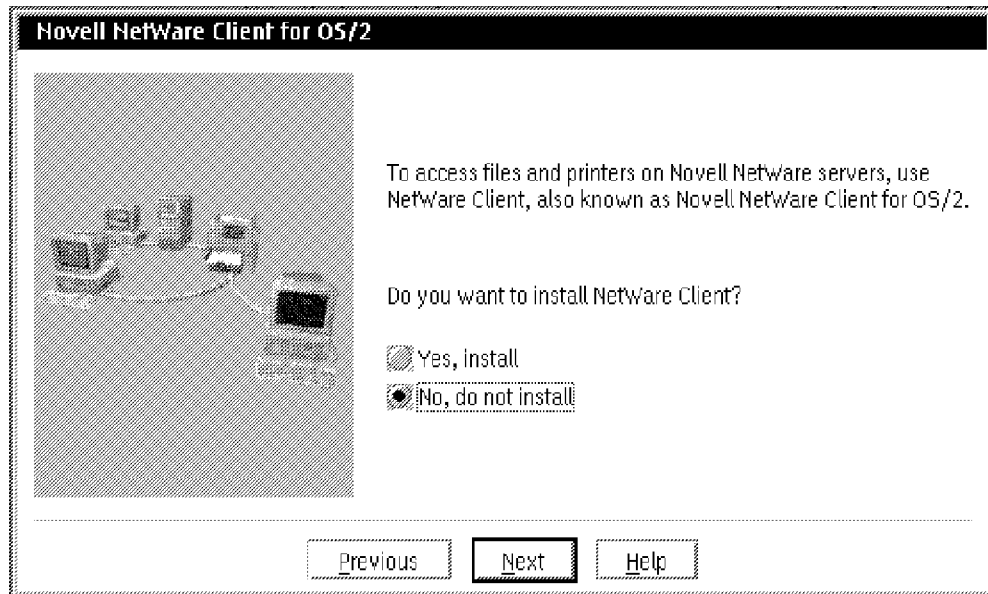 Novell NetWare Client for OS/2
To access files and printers on Novell NetWare servers, use
NetWare Client, also known as Novell NetWare Client for OS/2.
Do you want to install NetWare Client?
Yes, install
No, do not install
Previous Next Help